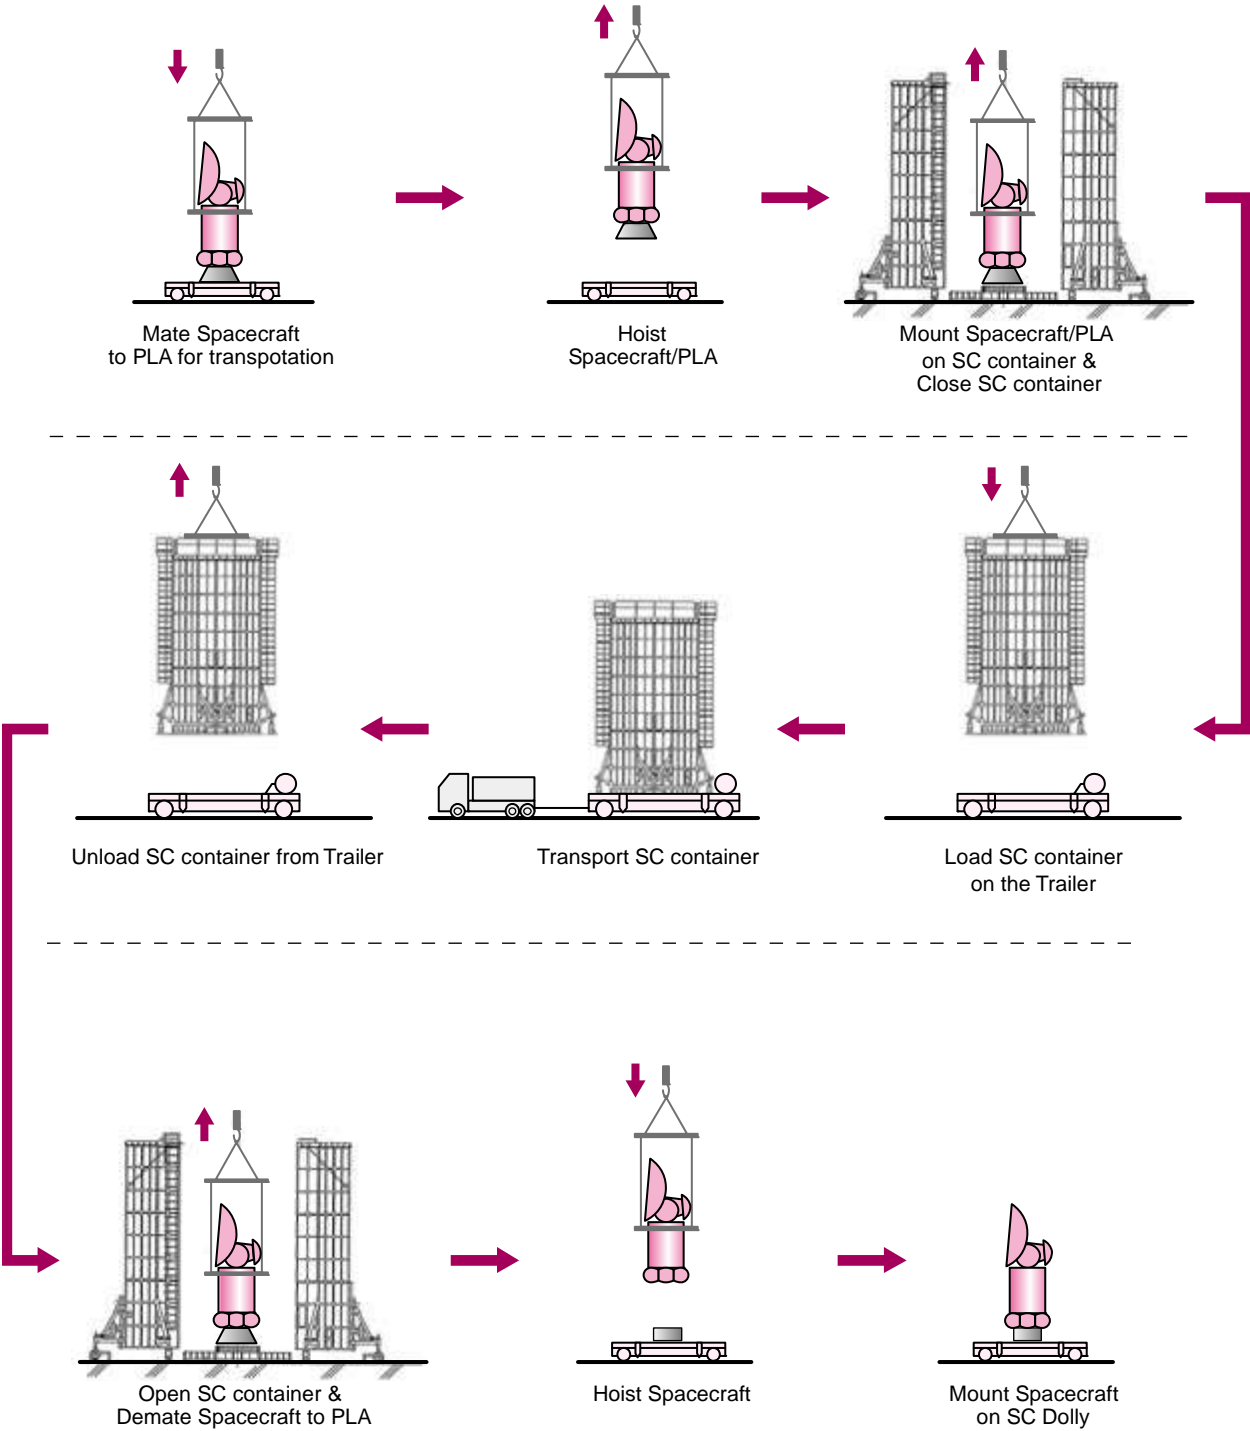 Mate Spacecraft
to PLA for transpotation
Hoist
Spacecraft/PLA
Mount Spacecraft/PLA
on SC container &
Close SC container
Unload SC container from Trailer
Transport SC container
Load SC container
on the Trailer
Open SC container &
Demate Spacecraft to PLA
Hoist Spacecraft
Mount Spacecraft
on SC Dolly